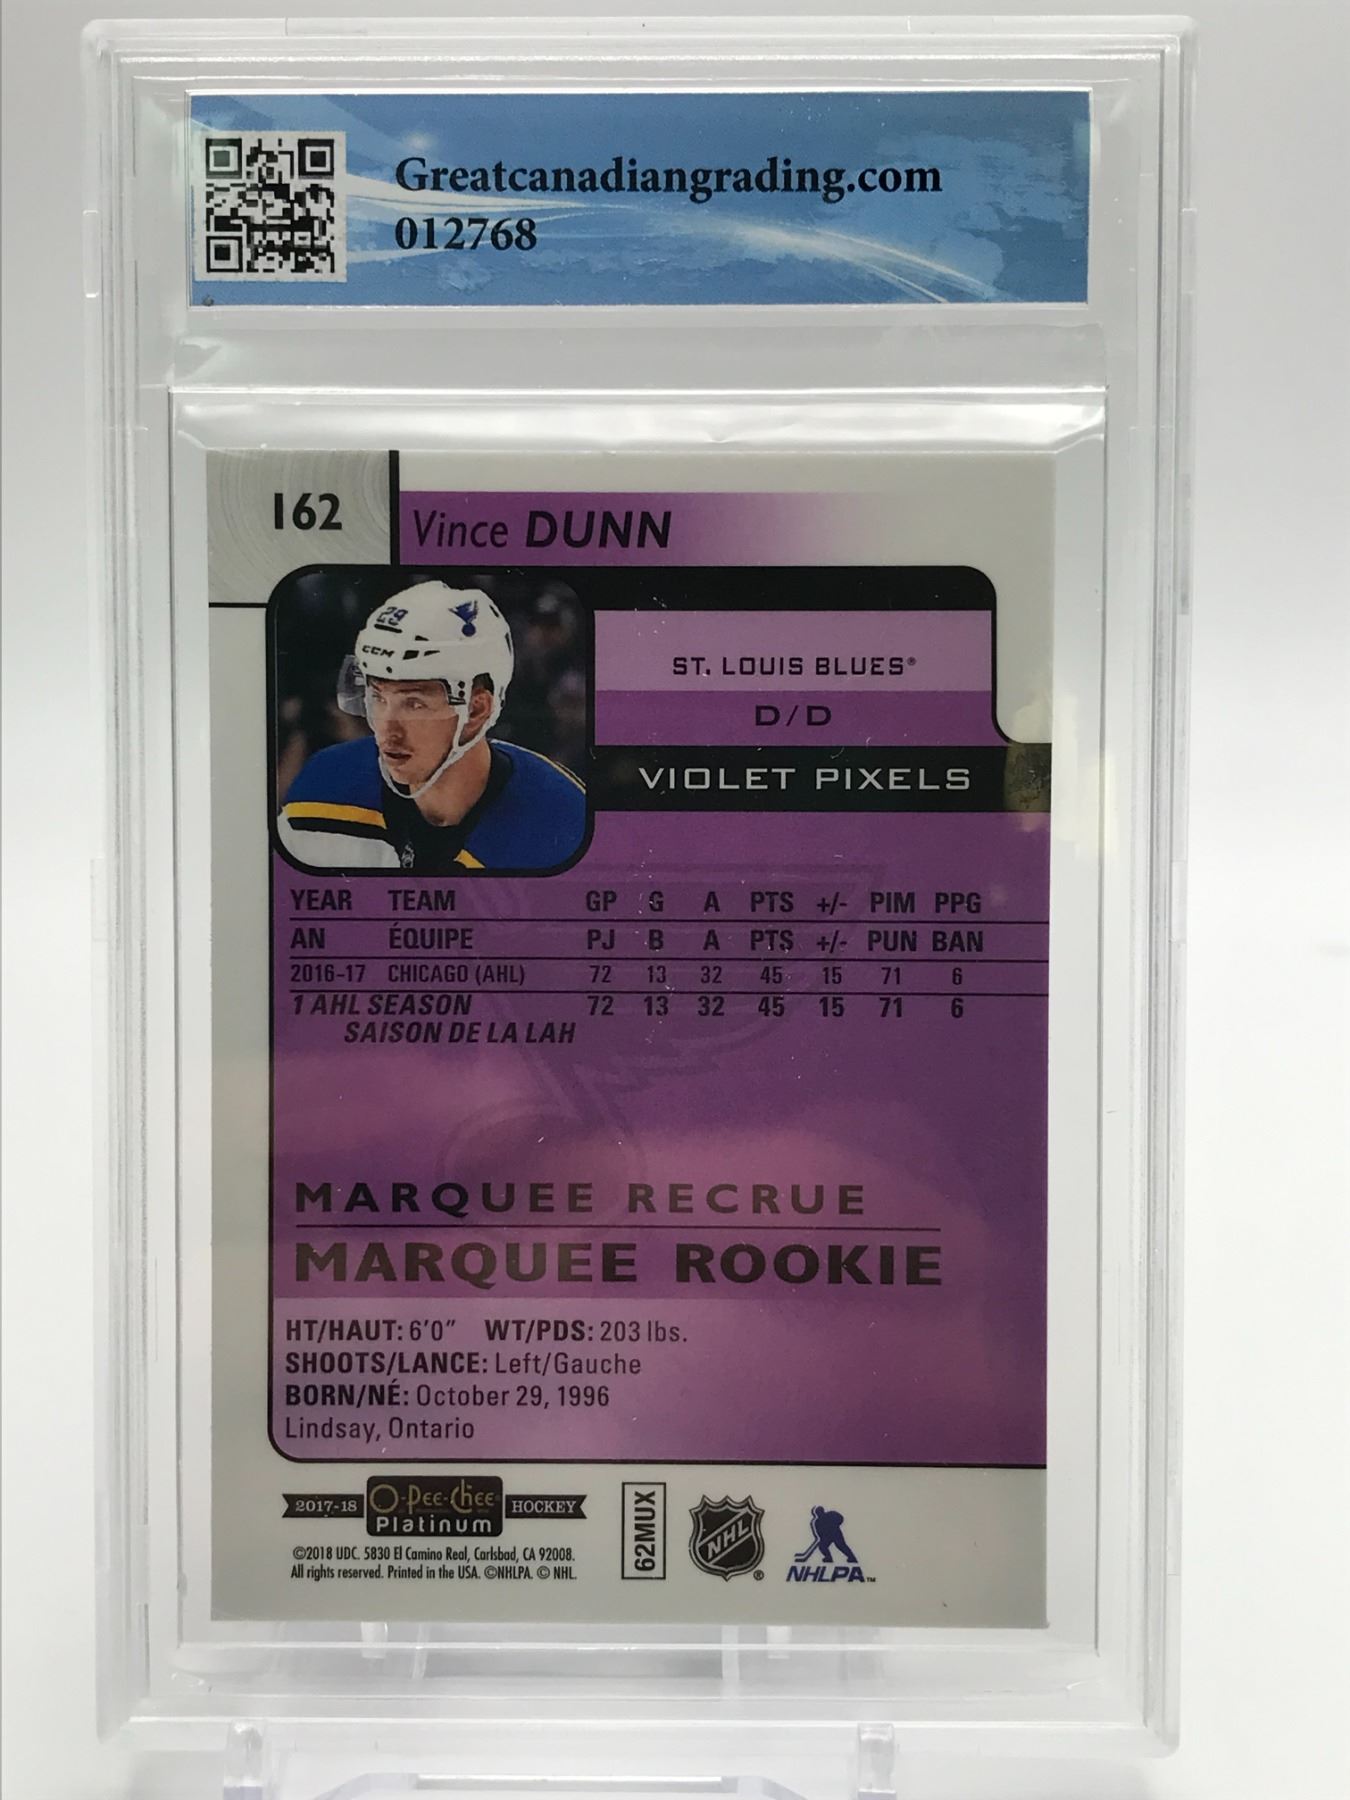 Greatcanadiangrading.com
012768
162
Vince DUNN
29
CCM
ST. LOUIS BLUES®
D/D
VIOLET PIXELS
YEAR TEAM GP G A PTS +/- PIM PPG
AN ÉQUIPE PJ B A PTS +/- PUN BAN
2016-17 CHICAGO (AHL) 72 13 32 45 15 71 6
1 AHL SEASON 72 13 32 45 15 71 6
SAISON DE LA LAH
MARQUEE RECRUE
MARQUEE ROOKIE
HT/HAUT: 6'0" WT/PDS: 203 lbs.
SHOOTS/LANCE: Left/Gauche
BORN/NÉ: October 29, 1996
Lindsay, Ontario
2017-18 O-Pee-Chee Platinum HOCKEY
©2018 UDC. 5830 El Camino Real, Carlsbad, CA 92008.
All rights reserved. Printed in the USA. ©NHLPA. © NHL.
62MUX
NHL®
NHLPA™